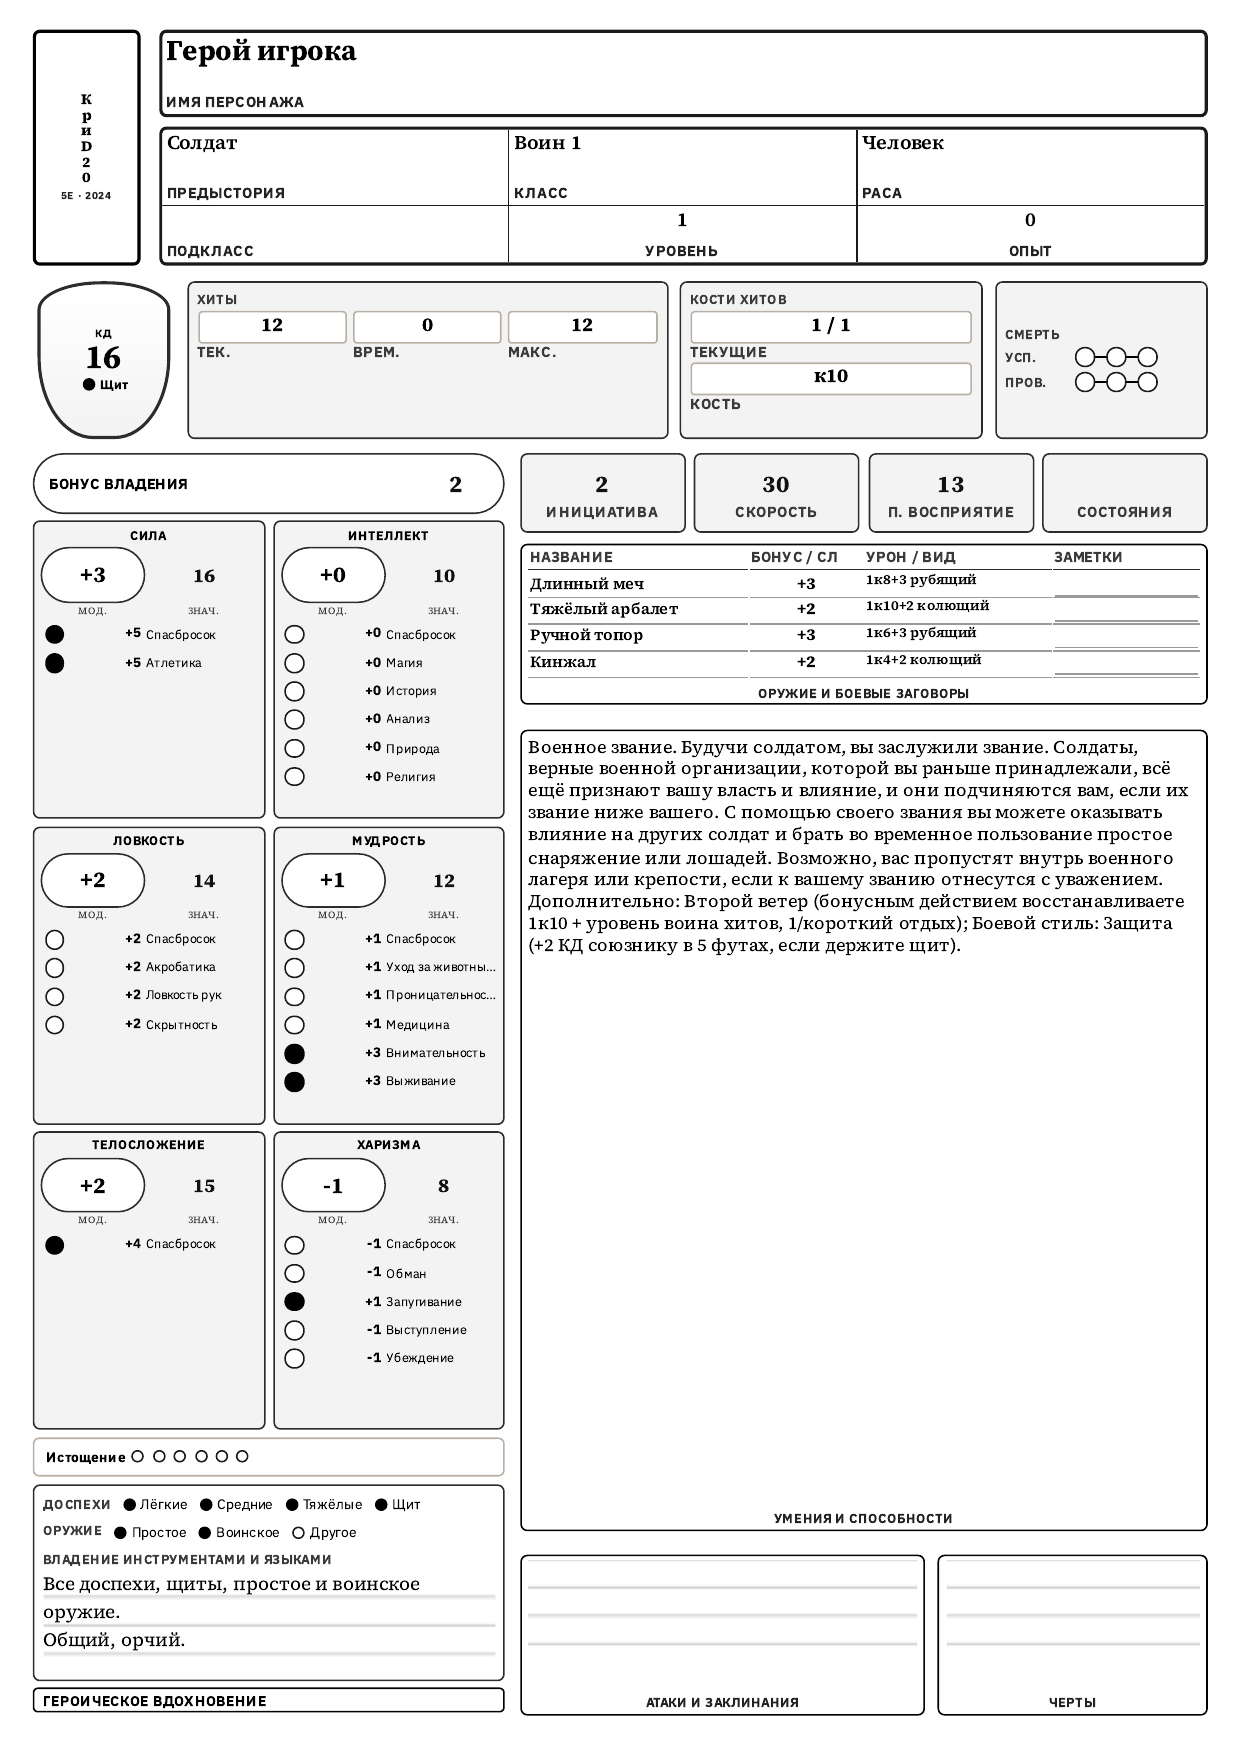 КриD20
5E · 2024
Герой игрока
ИМЯ ПЕРСОНАЖА
Солдат
ПРЕДЫСТОРИЯ
Воин 1
КЛАСС
Человек
РАСА
ПОДКЛАСС
1
УРОВЕНЬ
0
ОПЫТ
КД
16
Щит
ХИТЫ
12
0
12
ТЕК.
ВРЕМ.
МАКС.
КОСТИ ХИТОВ
1 / 1
ТЕКУЩИЕ
к10
КОСТЬ
СМЕРТЬ
УСП.
ПРОВ.
БОНУС ВЛАДЕНИЯ 2
2
ИНИЦИАТИВА
30
СКОРОСТЬ
13
П. ВОСПРИЯТИЕ
СОСТОЯНИЯ
СИЛА
+3 16
МОД. ЗНАЧ.
+5 Спасбросок
+5 Атлетика
ИНТЕЛЛЕКТ
+0 10
МОД. ЗНАЧ.
+0 Спасбросок
+0 Магия
+0 История
+0 Анализ
+0 Природа
+0 Религия
ЛОВКОСТЬ
+2 14
МОД. ЗНАЧ.
+2 Спасбросок
+2 Акробатика
+2 Ловкость рук
+2 Скрытность
МУДРОСТЬ
+1 12
МОД. ЗНАЧ.
+1 Спасбросок
+1 Уход за животны...
+1 Проницательнос...
+1 Медицина
+3 Внимательность
+3 Выживание
ТЕЛОСЛОЖЕНИЕ
+2 15
МОД. ЗНАЧ.
+4 Спасбросок
ХАРИЗМА
-1 8
МОД. ЗНАЧ.
-1 Спасбросок
-1 Обман
+1 Запугивание
-1 Выступление
-1 Убеждение
Истощение
ДОСПЕХИ Лёгкие Средние Тяжёлые Щит
ОРУЖИЕ Простое Воинское Другое
ВЛАДЕНИЕ ИНСТРУМЕНТАМИ И ЯЗЫКАМИ
Все доспехи, щиты, простое и воинское
оружие.
Общий, орчий.
ГЕРОИЧЕСКОЕ ВДОХНОВЕНИЕ
НАЗВАНИЕ БОНУС / СЛ УРОН / ВИД ЗАМЕТКИ
Длинный меч +3 1к8+3 рубящий
Тяжёлый арбалет +2 1к10+2 колющий
Ручной топор +3 1к6+3 рубящий
Кинжал +2 1к4+2 колющий
ОРУЖИЕ И БОЕВЫЕ ЗАГОВОРЫ
Военное звание. Будучи солдатом, вы заслужили звание. Солдаты,
верные военной организации, которой вы раньше принадлежали, всё
ещё признают вашу власть и влияние, и они подчиняются вам, если их
звание ниже вашего. С помощью своего звания вы можете оказывать
влияние на других солдат и брать во временное пользование простое
снаряжение или лошадей. Возможно, вас пропустят внутрь военного
лагеря или крепости, если к вашему званию отнесутся с уважением.
Дополнительно: Второй ветер (бонусным действием восстанавливаете
1к10 + уровень воина хитов, 1/короткий отдых); Боевой стиль: Защита
(+2 КД союзнику в 5 футах, если держите щит).
УМЕНИЯ И СПОСОБНОСТИ
АТАКИ И ЗАКЛИНАНИЯ
ЧЕРТЫ